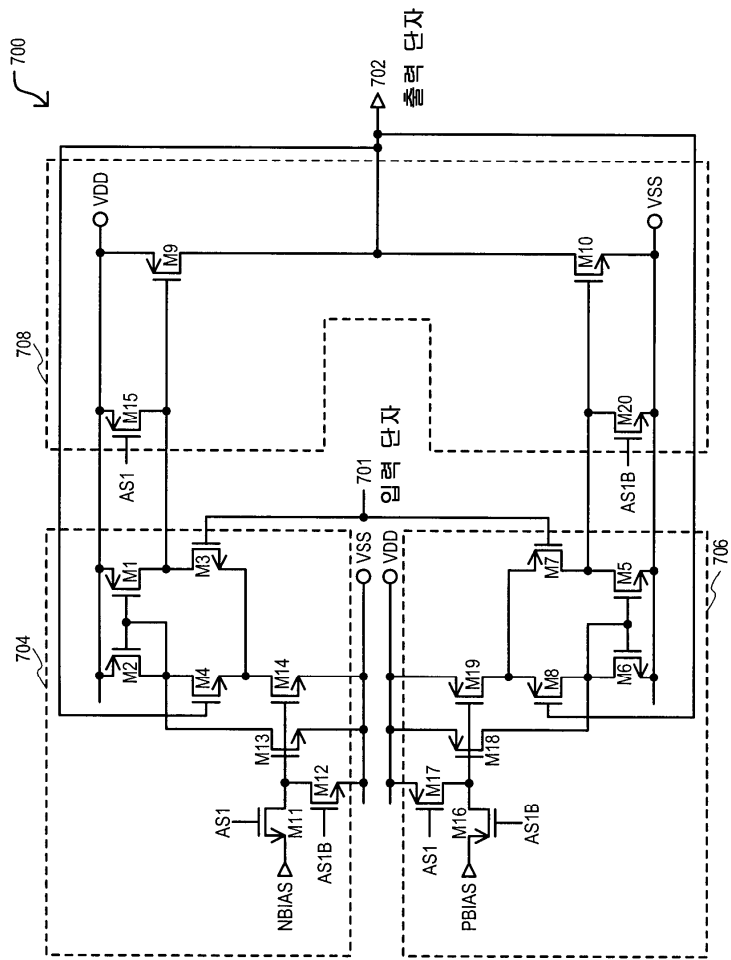 700
702
출력 단자
708
VDD
M9
M10
VSS
M15
AS1
M20
AS1B
701
입력 단자
704
M1
M2
M3
M4
M14
M13
M12
M11
AS1
AS1B
NBIAS
VSS
VDD
706
M7
M5
M19
M8
M6
M18
M17
M16
AS1
AS1B
PBIAS